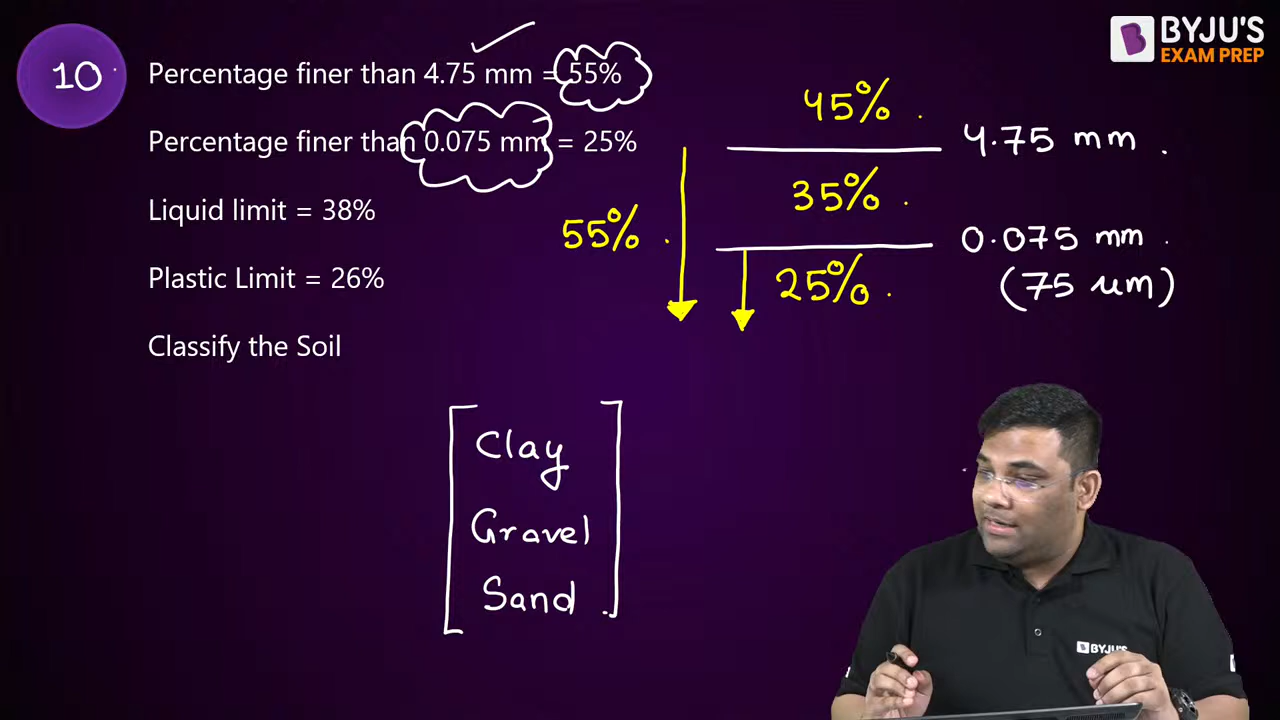 BYJU'S
EXAM PREP
10
Percentage finer than 4.75 mm = 55%
Percentage finer than 0.075 mm = 25%
Liquid limit = 38%
Plastic Limit = 26%
Classify the Soil
45%
4.75 mm
35%
55%
0.075 mm
25%
(75 μm)
Clay
Gravel
Sand
BYJU'S